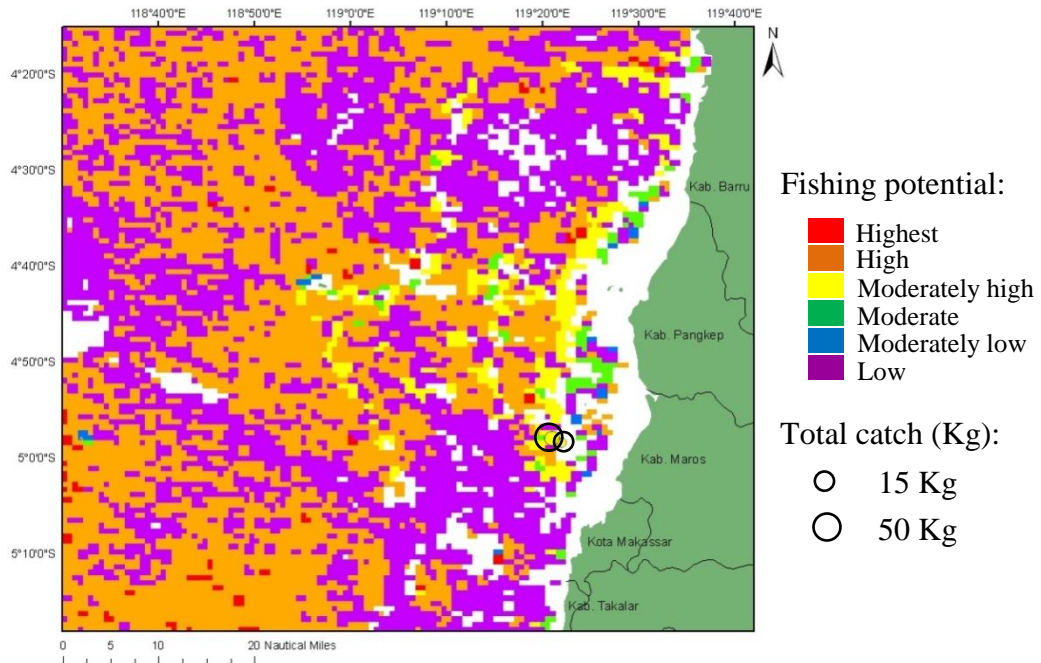 118°40'0"E 118°50'0"E 119°0'0"E 119°10'0"E 119°20'0"E 119°30'0"E 119°40'0"E
N
4°20'0"S
4°30'0"S
4°40'0"S
4°50'0"S
5°0'0"S
5°10'0"S
Kab. Barru
Kab. Pangkep
Kab. Maros
Kota Makassar
Kab. Takalar
0 5 10 20 Nautical Miles
Fishing potential:
Highest
High
Moderately high
Moderate
Moderately low
Low
Total catch (Kg):
15 Kg
50 Kg